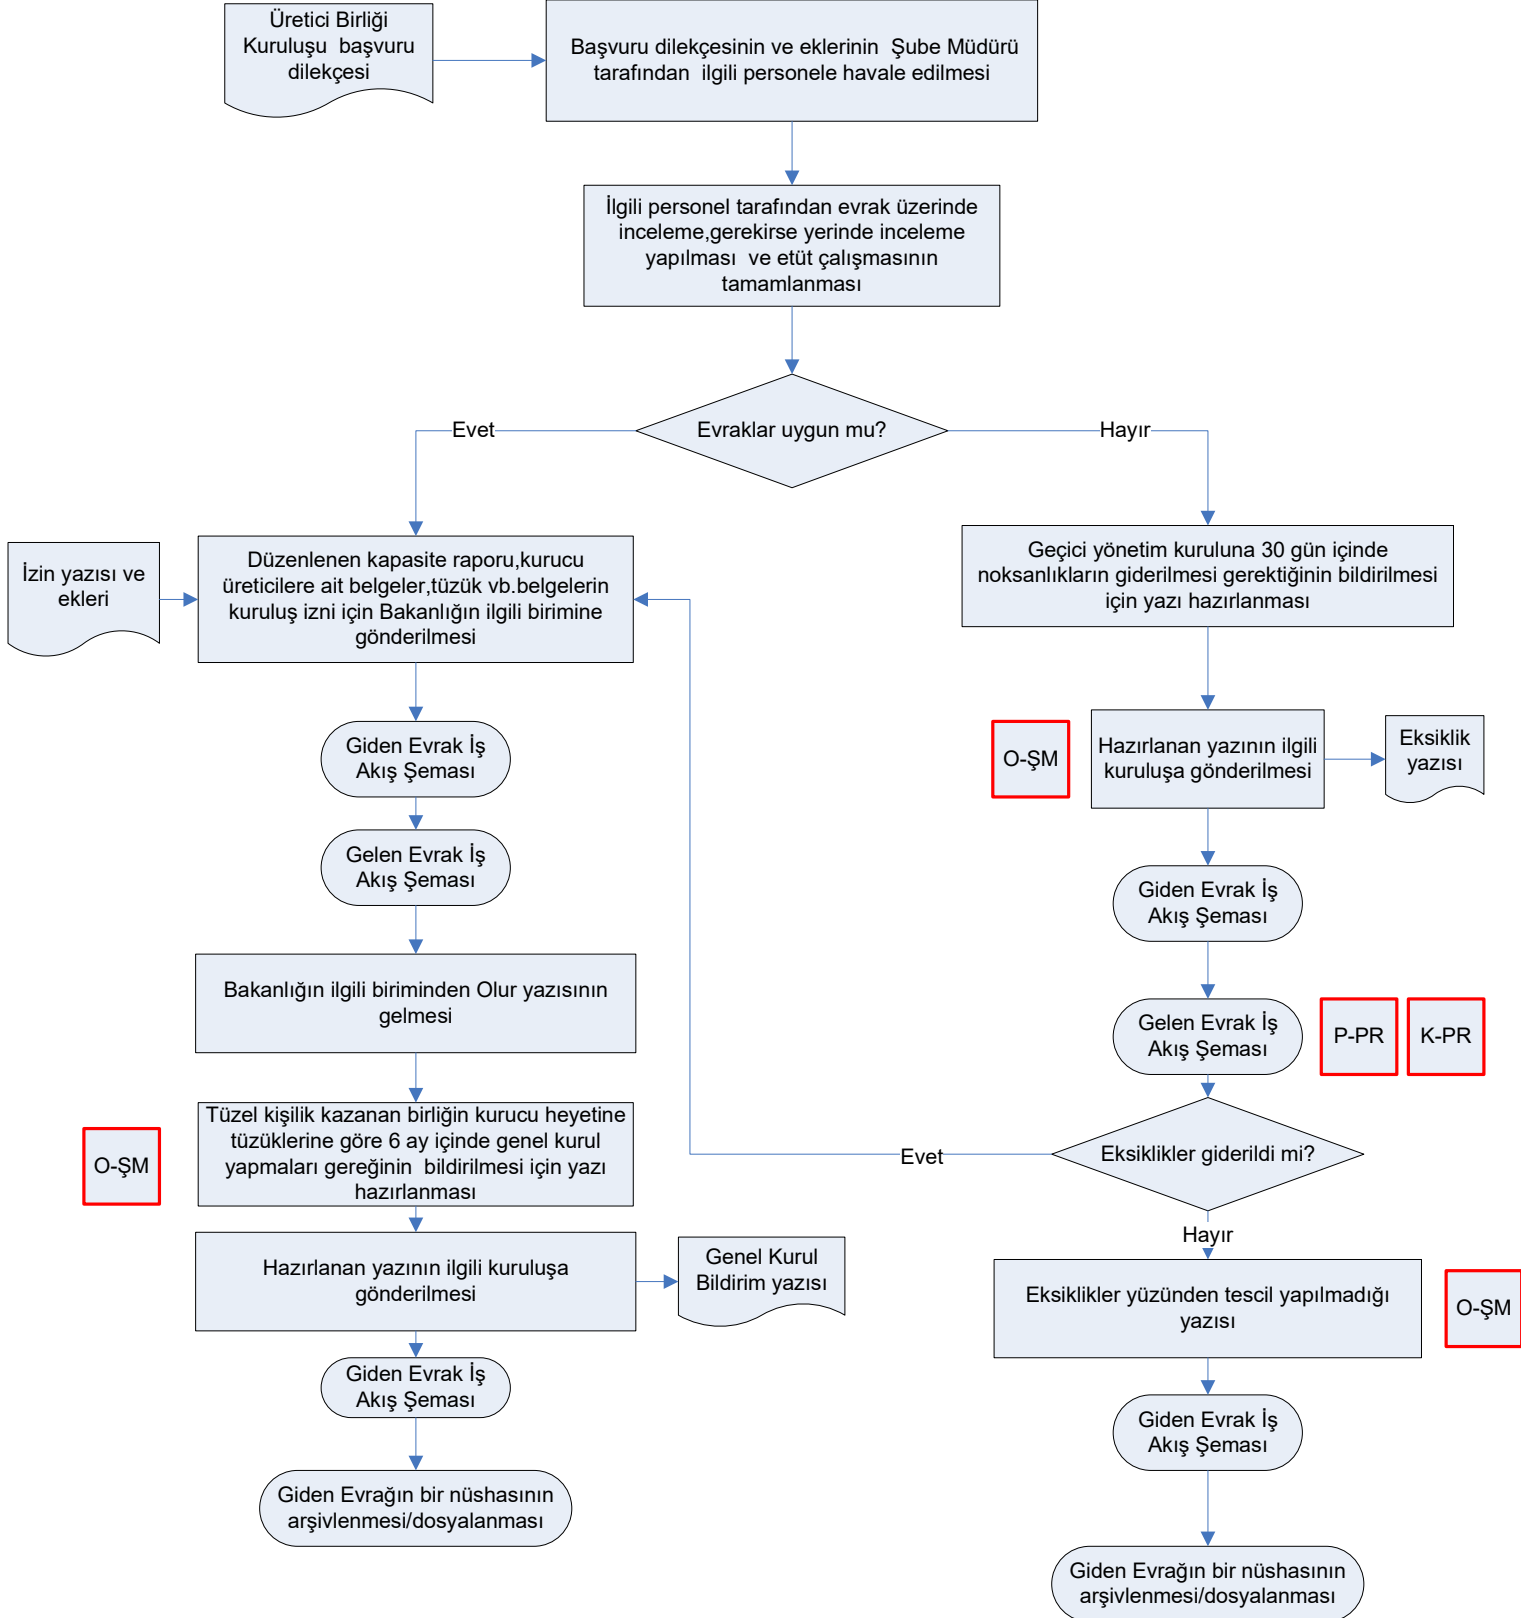 Üretici Birliği
Kuruluşu başvuru
dilekçesi
Başvuru dilekçesinin ve eklerinin Şube Müdürü
tarafından ilgili personele havale edilmesi
İlgili personel tarafından evrak üzerinde
inceleme,gerekirse yerinde inceleme
yapılması ve etüt çalışmasının
tamamlanması
Evraklar uygun mu?
Evet
Hayır
İzin yazısı ve
ekleri
Düzenlenen kapasite raporu,kurucu
üreticilere ait belgeler,tüzük vb.belgelerin
kuruluş izni için Bakanlığın ilgili birimine
gönderilmesi
Geçici yönetim kuruluna 30 gün içinde
noksanlıkların giderilmesi gerektiğinin bildirilmesi
için yazı hazırlanması
Giden Evrak İş
Akış Şeması
O-ŞM
Hazırlanan yazının ilgili
kuruluşa gönderilmesi
Eksiklik
yazısı
Gelen Evrak İş
Akış Şeması
Giden Evrak İş
Akış Şeması
Bakanlığın ilgili biriminden Olur yazısının
gelmesi
Gelen Evrak İş
Akış Şeması
P-PR
K-PR
O-ŞM
Tüzel kişilik kazanan birliğin kurucu heyetine
tüzüklerine göre 6 ay içinde genel kurul
yapmaları gereğinin bildirilmesi için yazı
hazırlanması
Eksiklikler giderildi mi?
Evet
Hayır
Hazırlanan yazının ilgili kuruluşa
gönderilmesi
Genel Kurul
Bildirim yazısı
Eksiklikler yüzünden tescil yapılmadığı
yazısı
O-ŞM
Giden Evrak İş
Akış Şeması
Giden Evrak İş
Akış Şeması
Giden Evrağın bir nüshasının
arşivlenmesi/dosyalanması
Giden Evrağın bir nüshasının
arşivlenmesi/dosyalanması